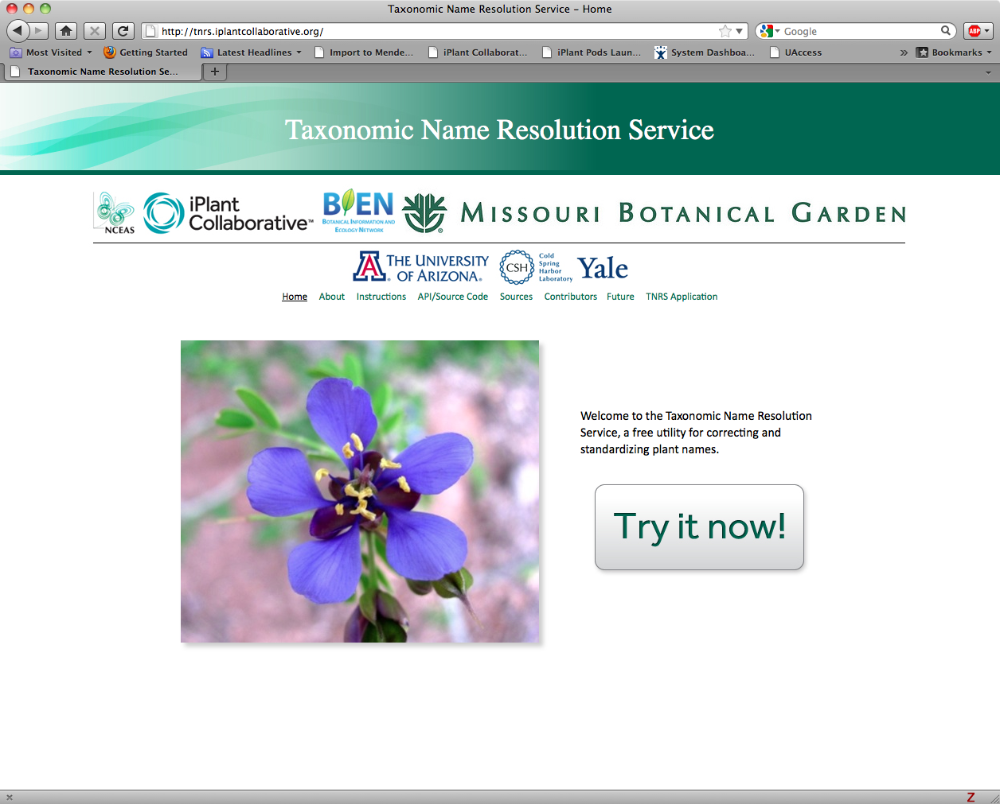 Taxonomic Name Resolution Service – Home
http://tnrs.iplantcollaborative.org/
Google
ABP
Most Visited
Getting Started
Latest Headlines
Import to Mende...
iPlant Collaborat...
iPlant Pods Laun...
System Dashboa...
UAccess
»
Bookmarks
Taxonomic Name Resolution Se...
+
Taxonomic Name Resolution Service
NCEAS
iPlant
Collaborative™
BIEN
BOTANICAL INFORMATION AND
ECOLOGY NETWORK
®
MISSOURI BOTANICAL GARDEN
A
THE UNIVERSITY
OF ARIZONA.
CSH
Cold
Spring
Harbor
Laboratory
Yale
Home About Instructions API/Source Code Sources Contributors Future TNRS Application
Welcome to the Taxonomic Name Resolution
Service, a free utility for correcting and
standardizing plant names.
Try it now!
Z